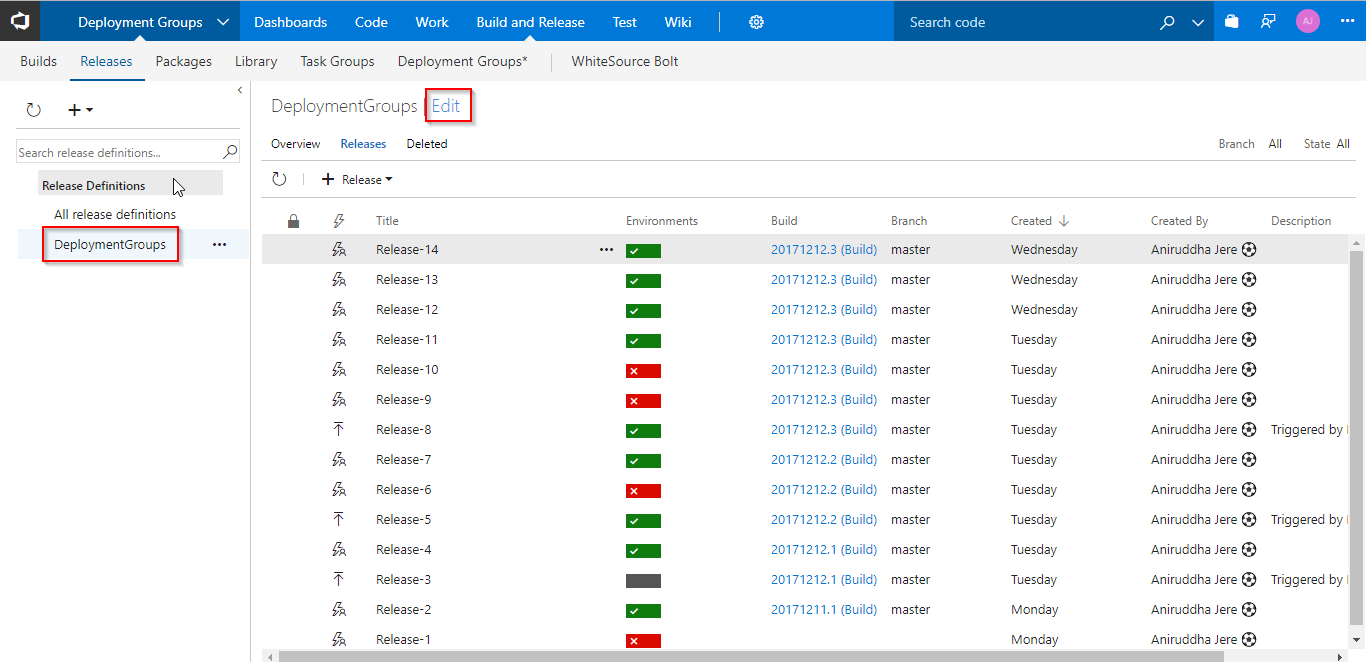 Deployment Groups Dashboards Code Work Build and Release Test Wiki Search code AJ
Builds Releases Packages Library Task Groups Deployment Groups* WhiteSource Bolt
DeploymentGroups | Edit
Search release definitions...
Release Definitions
All release definitions
DeploymentGroups ...
Overview Releases Deleted Branch All State All
+ Release
Title Environments Build Branch Created Created By Description
Release-14 ... 20171212.3 (Build) master Wednesday Aniruddha Jere
Release-13 20171212.3 (Build) master Wednesday Aniruddha Jere
Release-12 20171212.3 (Build) master Wednesday Aniruddha Jere
Release-11 20171212.3 (Build) master Tuesday Aniruddha Jere
Release-10 20171212.3 (Build) master Tuesday Aniruddha Jere
Release-9 20171212.3 (Build) master Tuesday Aniruddha Jere
Release-8 20171212.3 (Build) master Tuesday Aniruddha Jere Triggered by
Release-7 20171212.2 (Build) master Tuesday Aniruddha Jere
Release-6 20171212.2 (Build) master Tuesday Aniruddha Jere
Release-5 20171212.2 (Build) master Tuesday Aniruddha Jere Triggered by
Release-4 20171212.1 (Build) master Tuesday Aniruddha Jere
Release-3 20171212.1 (Build) master Tuesday Aniruddha Jere Triggered by
Release-2 20171211.1 (Build) master Monday Aniruddha Jere
Release-1 Monday Aniruddha Jere